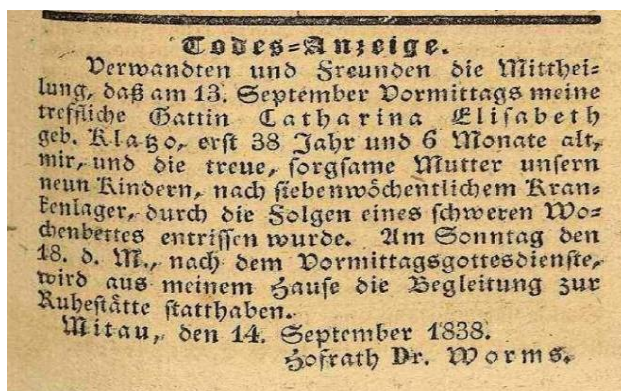 Todes-Anzeige.
Verwandten und Freunden die Mitthei-
lung, daß am 13. September Vormittags meine
treffliche Gattin Catharina Elisabeth
geb. Klatzo, erst 38 Jahr und 6 Monate alt,
mir, und die treue, sorgsame Mutter unsern
neun Kindern, nach siebenwöchentlichem Kran-
kenlager, durch die Folgen eines schweren Wo-
chenbettes entrissen wurde. Am Sonntag den
18. d. M., nach dem Vormittagsgottesdienste,
wird aus meinem Hause die Begleitung zur
Ruhestätte statthaben.
Mitau, den 14. September 1838.
Hofrath Dr. Worms.